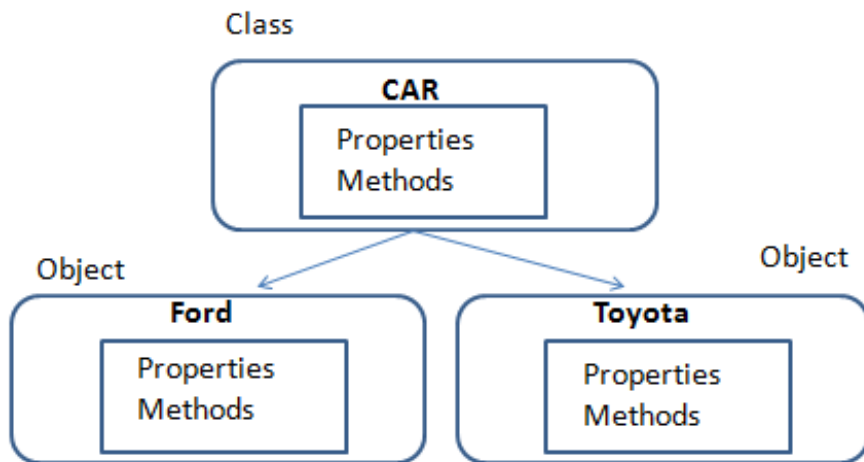 Class
CAR
Properties
Methods
Object
Object
Ford
Toyota
Properties
Methods
Properties
Methods